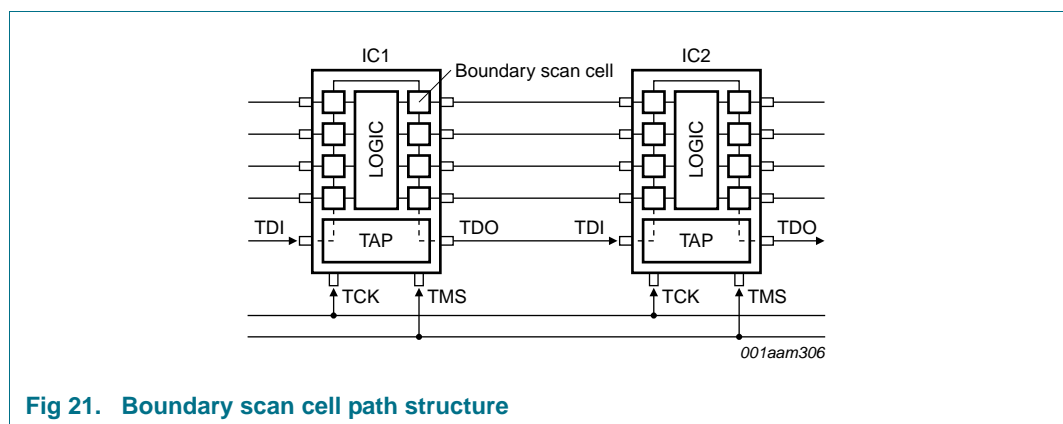 IC1
IC2
Boundary scan cell
LOGIC
LOGIC
TDI
TAP
TDO
TDI
TAP
TDO
TCK
TMS
TCK
TMS
001aam306
Fig 21. Boundary scan cell path structure